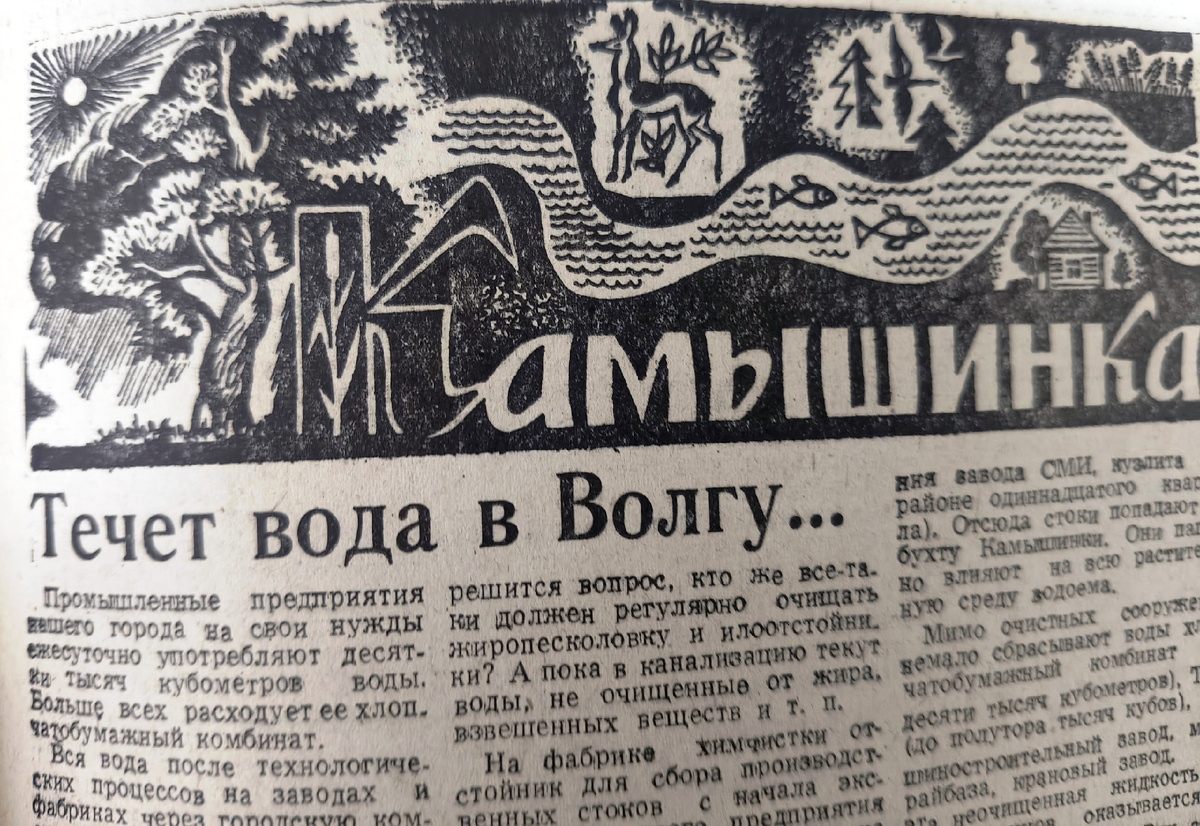 Камышинка
Течет вода в Волгу...
Промышленные предприятия
нашего города на свои нужды
ежесуточно употребляют десят-
ки тысяч кубометров воды.
Больше всех расходует ее хлоп-
чатобумажный комбинат.
Вся вода после технологиче-
ских процессов на заводах и
фабриках через городскую ком-
решится вопрос, кто же все-та-
ки должен регулярно очищать
жиропесколовку и илоотстойни-
ки? А пока в канализацию текут
воды, не очищенные от жира,
взвешенных веществ и т. п.
На фабрике химчистки от-
стойник для сбора производст-
венных стоков с начала экс-
предприятия
ния завода СМИ, кузлита
районе одиннадцатого квар
ла). Отсюда стоки попадают
бухту Камышинки. Они па
но влияют на всю растит
ную среду водоема.
Мимо очистных сооруже
немало сбрасывают воды хл
чатобумажный комбинат
десяти тысяч кубометров), Т
(до полутора тысяч кубов),
шиностроительный завод, м
райбаза, крановый завод.
эта неочищенная жидкость
оказывается